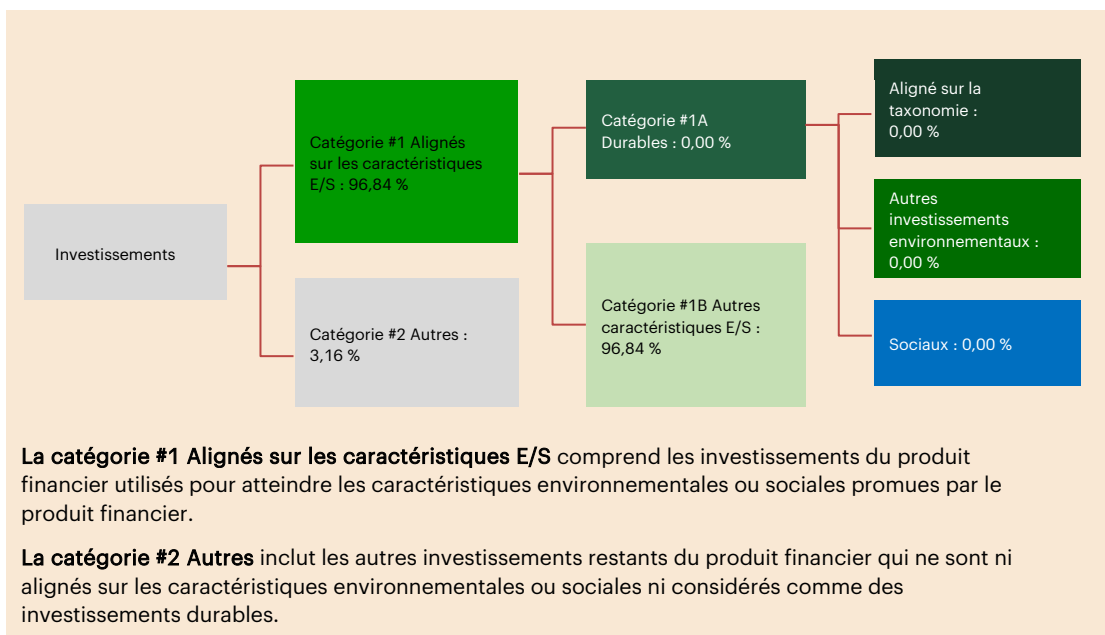 Investissements
Catégorie #1 Alignés
sur les caractéristiques
E/S : 96,84 %
Catégorie #2 Autres :
3,16 %
Catégorie #1A
Durables : 0,00 %
Catégorie #1B Autres
caractéristiques E/S :
96,84 %
Aligné sur la
taxonomie :
0,00 %
Autres
investissements
environnementaux :
0,00 %
Sociaux : 0,00 %
La catégorie #1 Alignés sur les caractéristiques E/S comprend les investissements du produit
financier utilisés pour atteindre les caractéristiques environnementales ou sociales promues par le
produit financier.
La catégorie #2 Autres inclut les autres investissements restants du produit financier qui ne sont ni
alignés sur les caractéristiques environnementales ou sociales ni considérés comme des
investissements durables.